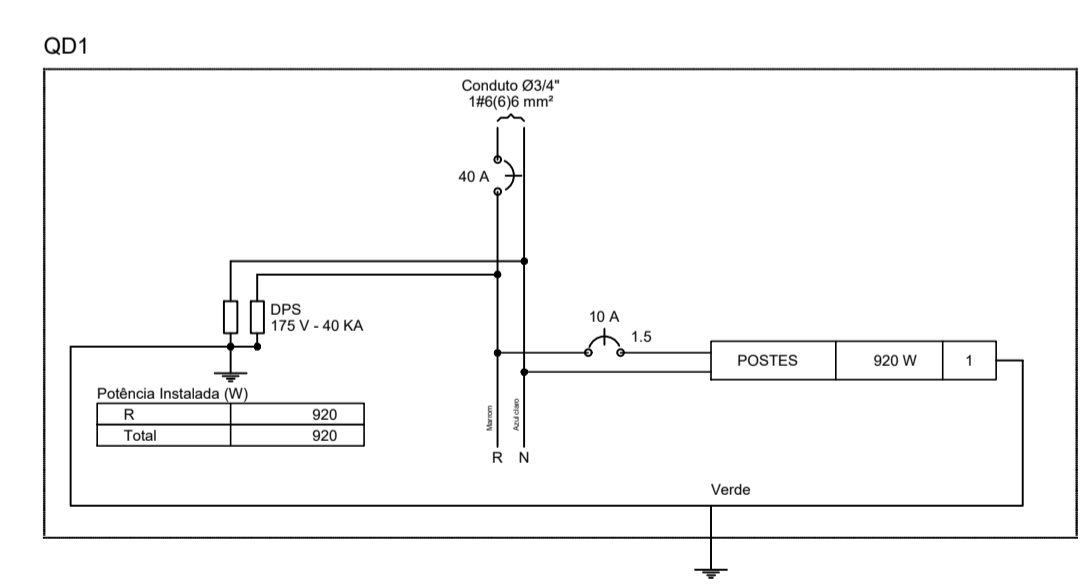 QD1
Conduto Ø3/4"
1#6(6)6 mm²
40 A
DPS
175 V - 40 KA
10 A
1.5
POSTES 920 W 1
Potência Instalada (W)
R 920
Total 920
Marrom
Azul claro
R N
Verde